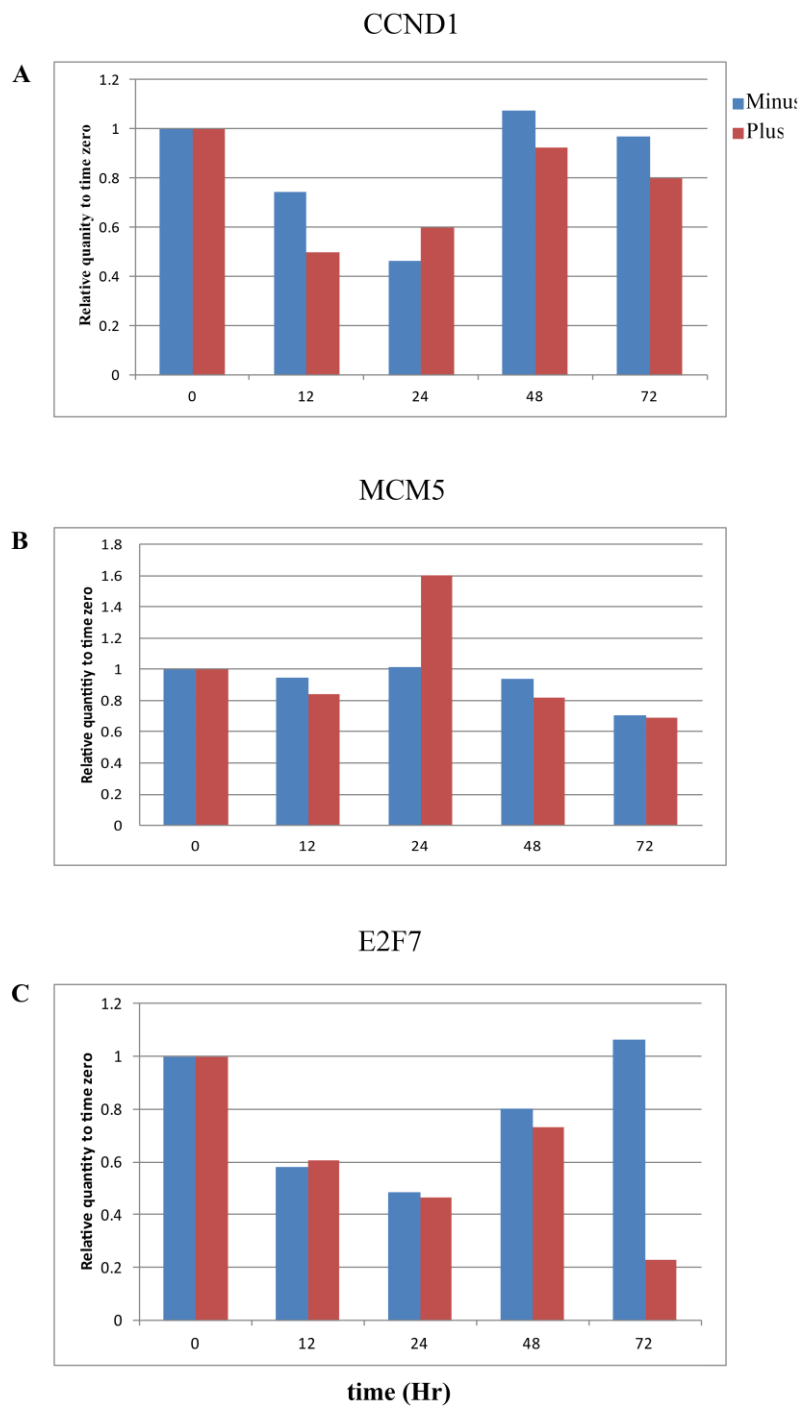 CCND1
A
Relative quanity to time zero
1.2
1
0.8
0.6
0.4
0.2
0
0 12 24 48 72
Minus
Plus
MCM5
B
Relative quantitiy to time zero
1.8
1.6
1.4
1.2
1
0.8
0.6
0.4
0.2
0
0 12 24 48 72
E2F7
C
Relative quantity to time zero
1.2
1
0.8
0.6
0.4
0.2
0
0 12 24 48 72
time (Hr)